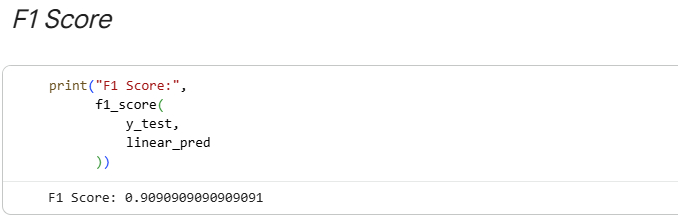 F1 Score
print("F1 Score:",
f1_score(
y_test,
linear_pred
))
F1 Score: 0.9090909090909091